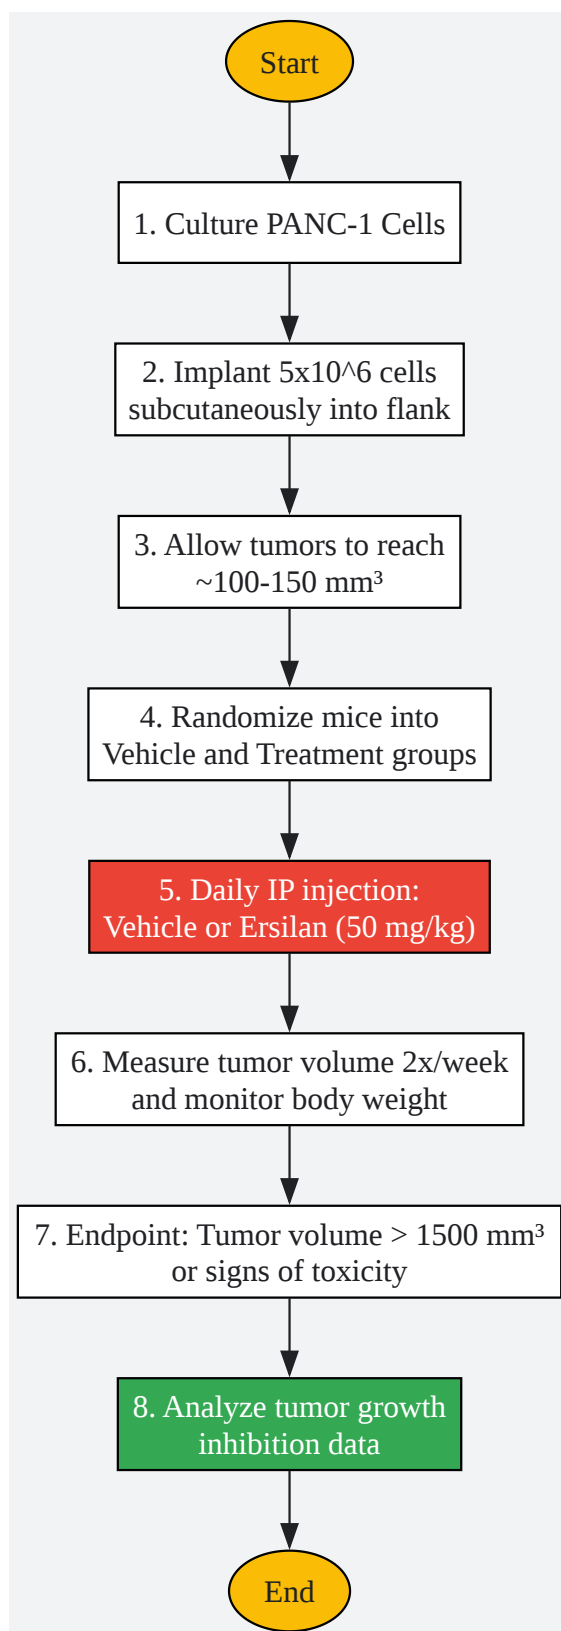 Start
1. Culture PANC-1 Cells
2. Implant 5x10^6 cells
subcutaneously into flank
3. Allow tumors to reach
~100-150 mm³
4. Randomize mice into
Vehicle and Treatment groups
5. Daily IP injection:
Vehicle or Ersilan (50 mg/kg)
6. Measure tumor volume 2x/week
and monitor body weight
7. Endpoint: Tumor volume > 1500 mm³
or signs of toxicity
8. Analyze tumor growth
inhibition data
End